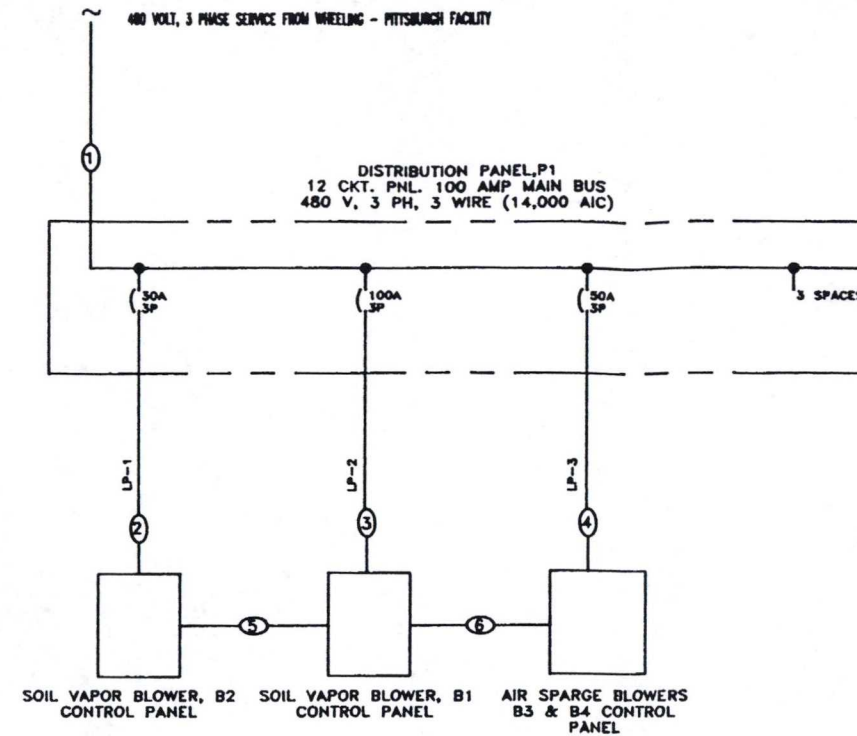 480 VOLT, 3 PHASE SERVICE FROM WHEELING - PITTSBURGH FACILITY
1
DISTRIBUTION PANEL,P1
12 CKT. PNL. 100 AMP MAIN BUS
480 V, 3 PH, 3 WIRE (14,000 AIC)
30A
3P
100A
3P
50A
3P
3 SPACES
LP-1
LP-2
LP-3
2
3
4
5
6
SOIL VAPOR BLOWER, B2
CONTROL PANEL
SOIL VAPOR BLOWER, B1
CONTROL PANEL
AIR SPARGE BLOWERS
B3 & B4 CONTROL
PANEL